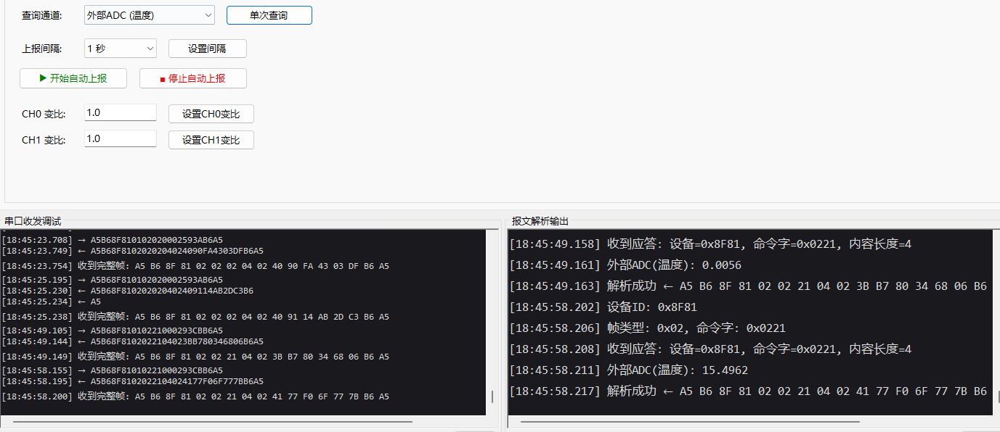 查询通道: 外部ADC (温度) 单次查询
上报间隔: 1 秒 设置间隔
▶ 开始自动上报 ■ 停止自动上报
CH0 变比: 1.0 设置CH0变比
CH1 变比: 1.0 设置CH1变比
串口收发调试
[18:45:23.708] → A5B68F810102020002593AB6A5
[18:45:23.749] ← A5B68F8102020204024090FA4303DFB6A5
[18:45:23.754] 收到完整帧: A5 B6 8F 81 02 02 02 04 02 40 90 FA 43 03 DF B6 A5
[18:45:25.195] → A5B68F810102020002593AB6A5
[18:45:25.230] ← A5B68F810202020402409114AB2DC3B6
[18:45:25.234] ← A5
[18:45:25.238] 收到完整帧: A5 B6 8F 81 02 02 02 04 02 40 91 14 AB 2D C3 B6 A5
[18:45:49.105] → A5B68F81010221000293CBB6A5
[18:45:49.144] ← A5B68F8102022104023BB780346806B6A5
[18:45:49.149] 收到完整帧: A5 B6 8F 81 02 02 21 04 02 3B B7 80 34 68 06 B6 A5
[18:45:58.155] → A5B68F81010221000293CBB6A5
[18:45:58.195] ← A5B68F8102022104024177F06F777BB6A5
[18:45:58.200] 收到完整帧: A5 B6 8F 81 02 02 21 04 02 41 77 F0 6F 77 7B B6 A5
报文解析输出
[18:45:49.158] 收到应答: 设备=0x8F81, 命令字=0x0221, 内容长度=4
[18:45:49.161] 外部ADC(温度): 0.0056
[18:45:49.163] 解析成功 ← A5 B6 8F 81 02 02 21 04 02 3B B7 80 34 68 06 B6
[18:45:58.202] 设备ID: 0x8F81
[18:45:58.206] 帧类型: 0x02, 命令字: 0x0221
[18:45:58.208] 收到应答: 设备=0x8F81, 命令字=0x0221, 内容长度=4
[18:45:58.211] 外部ADC(温度): 15.4962
[18:45:58.217] 解析成功 ← A5 B6 8F 81 02 02 21 04 02 41 77 F0 6F 77 7B B6